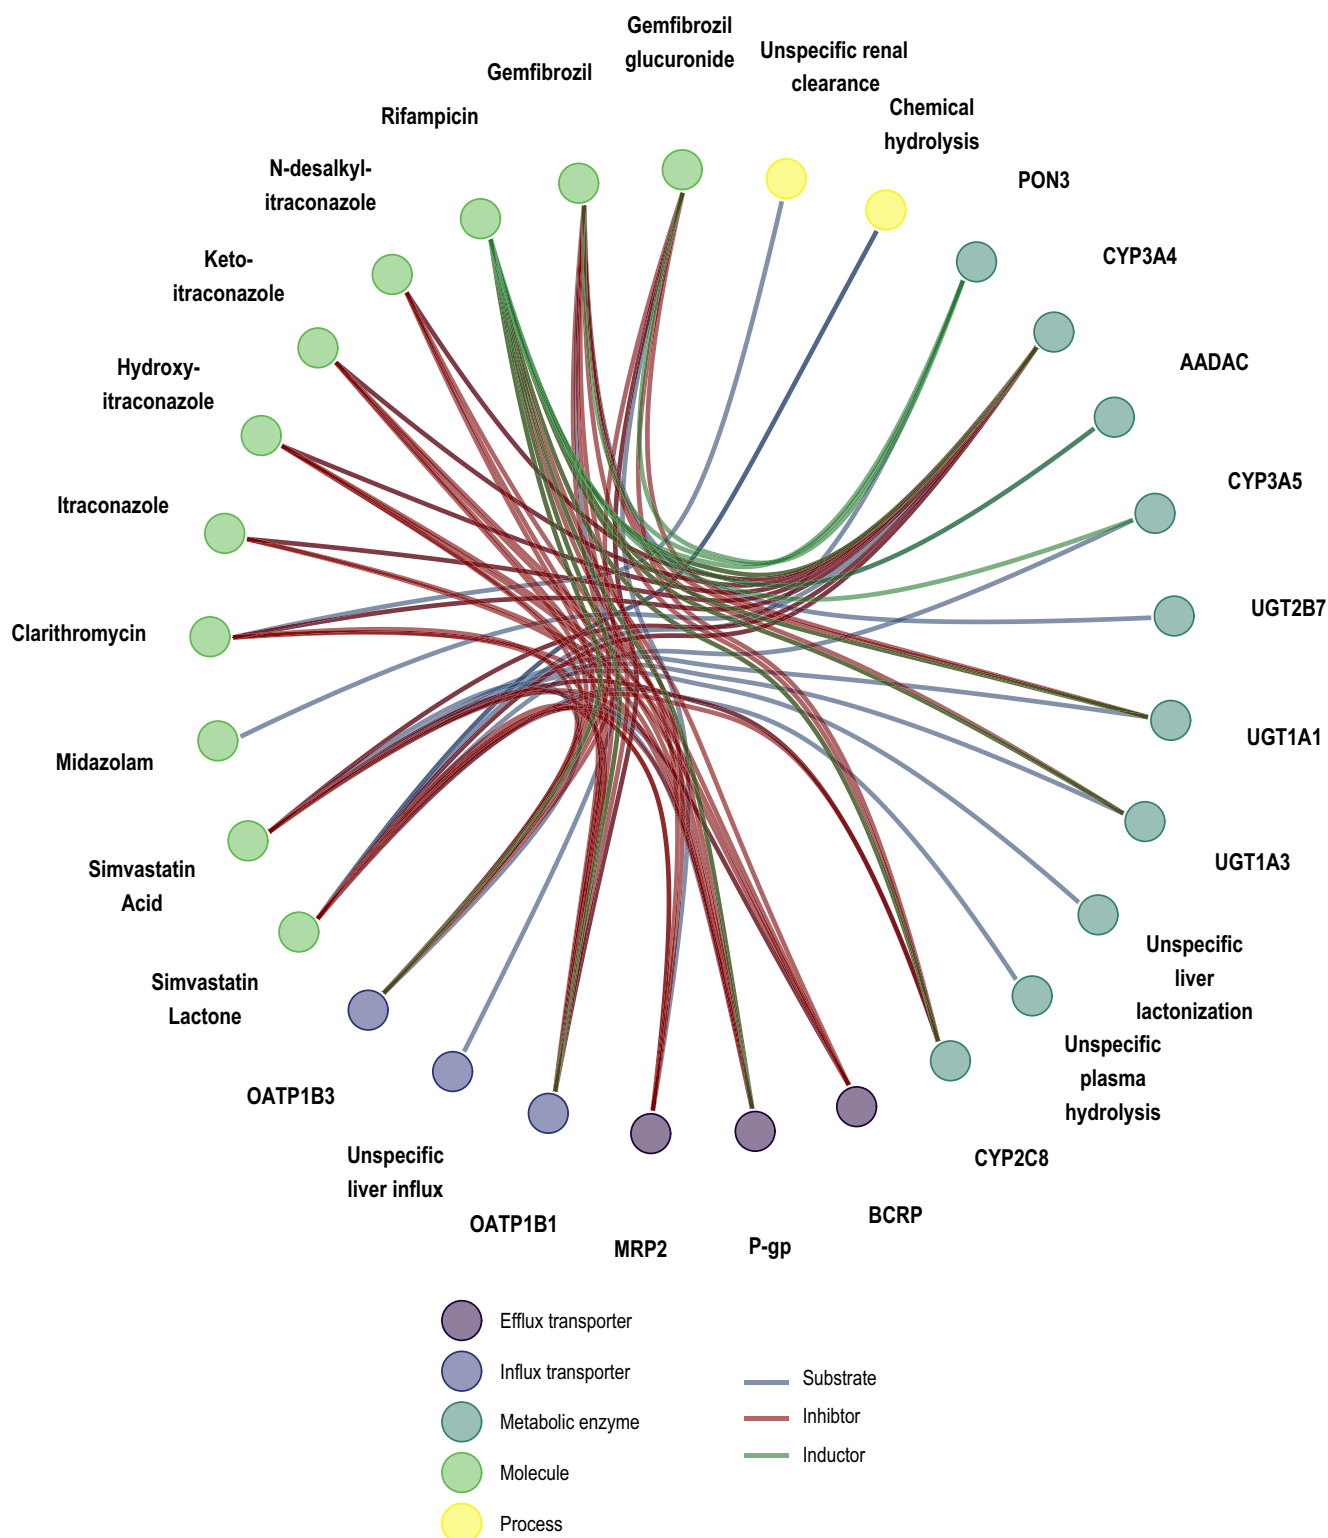 Gemfibrozil
glucuronide
Unspecific renal
clearance
Gemfibrozil
Chemical
hydrolysis
Rifampicin
N-desalkyl-
itraconazole
PON3
Keto-
itraconazole
CYP3A4
Hydroxy-
itraconazole
AADAC
Itraconazole
CYP3A5
Clarithromycin
UGT2B7
Midazolam
UGT1A1
Simvastatin
Acid
UGT1A3
Simvastatin
Lactone
Unspecific
liver
lactonization
OATP1B3
Unspecific
plasma
hydrolysis
Unspecific
liver influx
CYP2C8
OATP1B1
BCRP
MRP2
P-gp
Efflux transporter
Influx transporter
Metabolic enzyme
Molecule
Process
Substrate
Inhibtor
Inductor